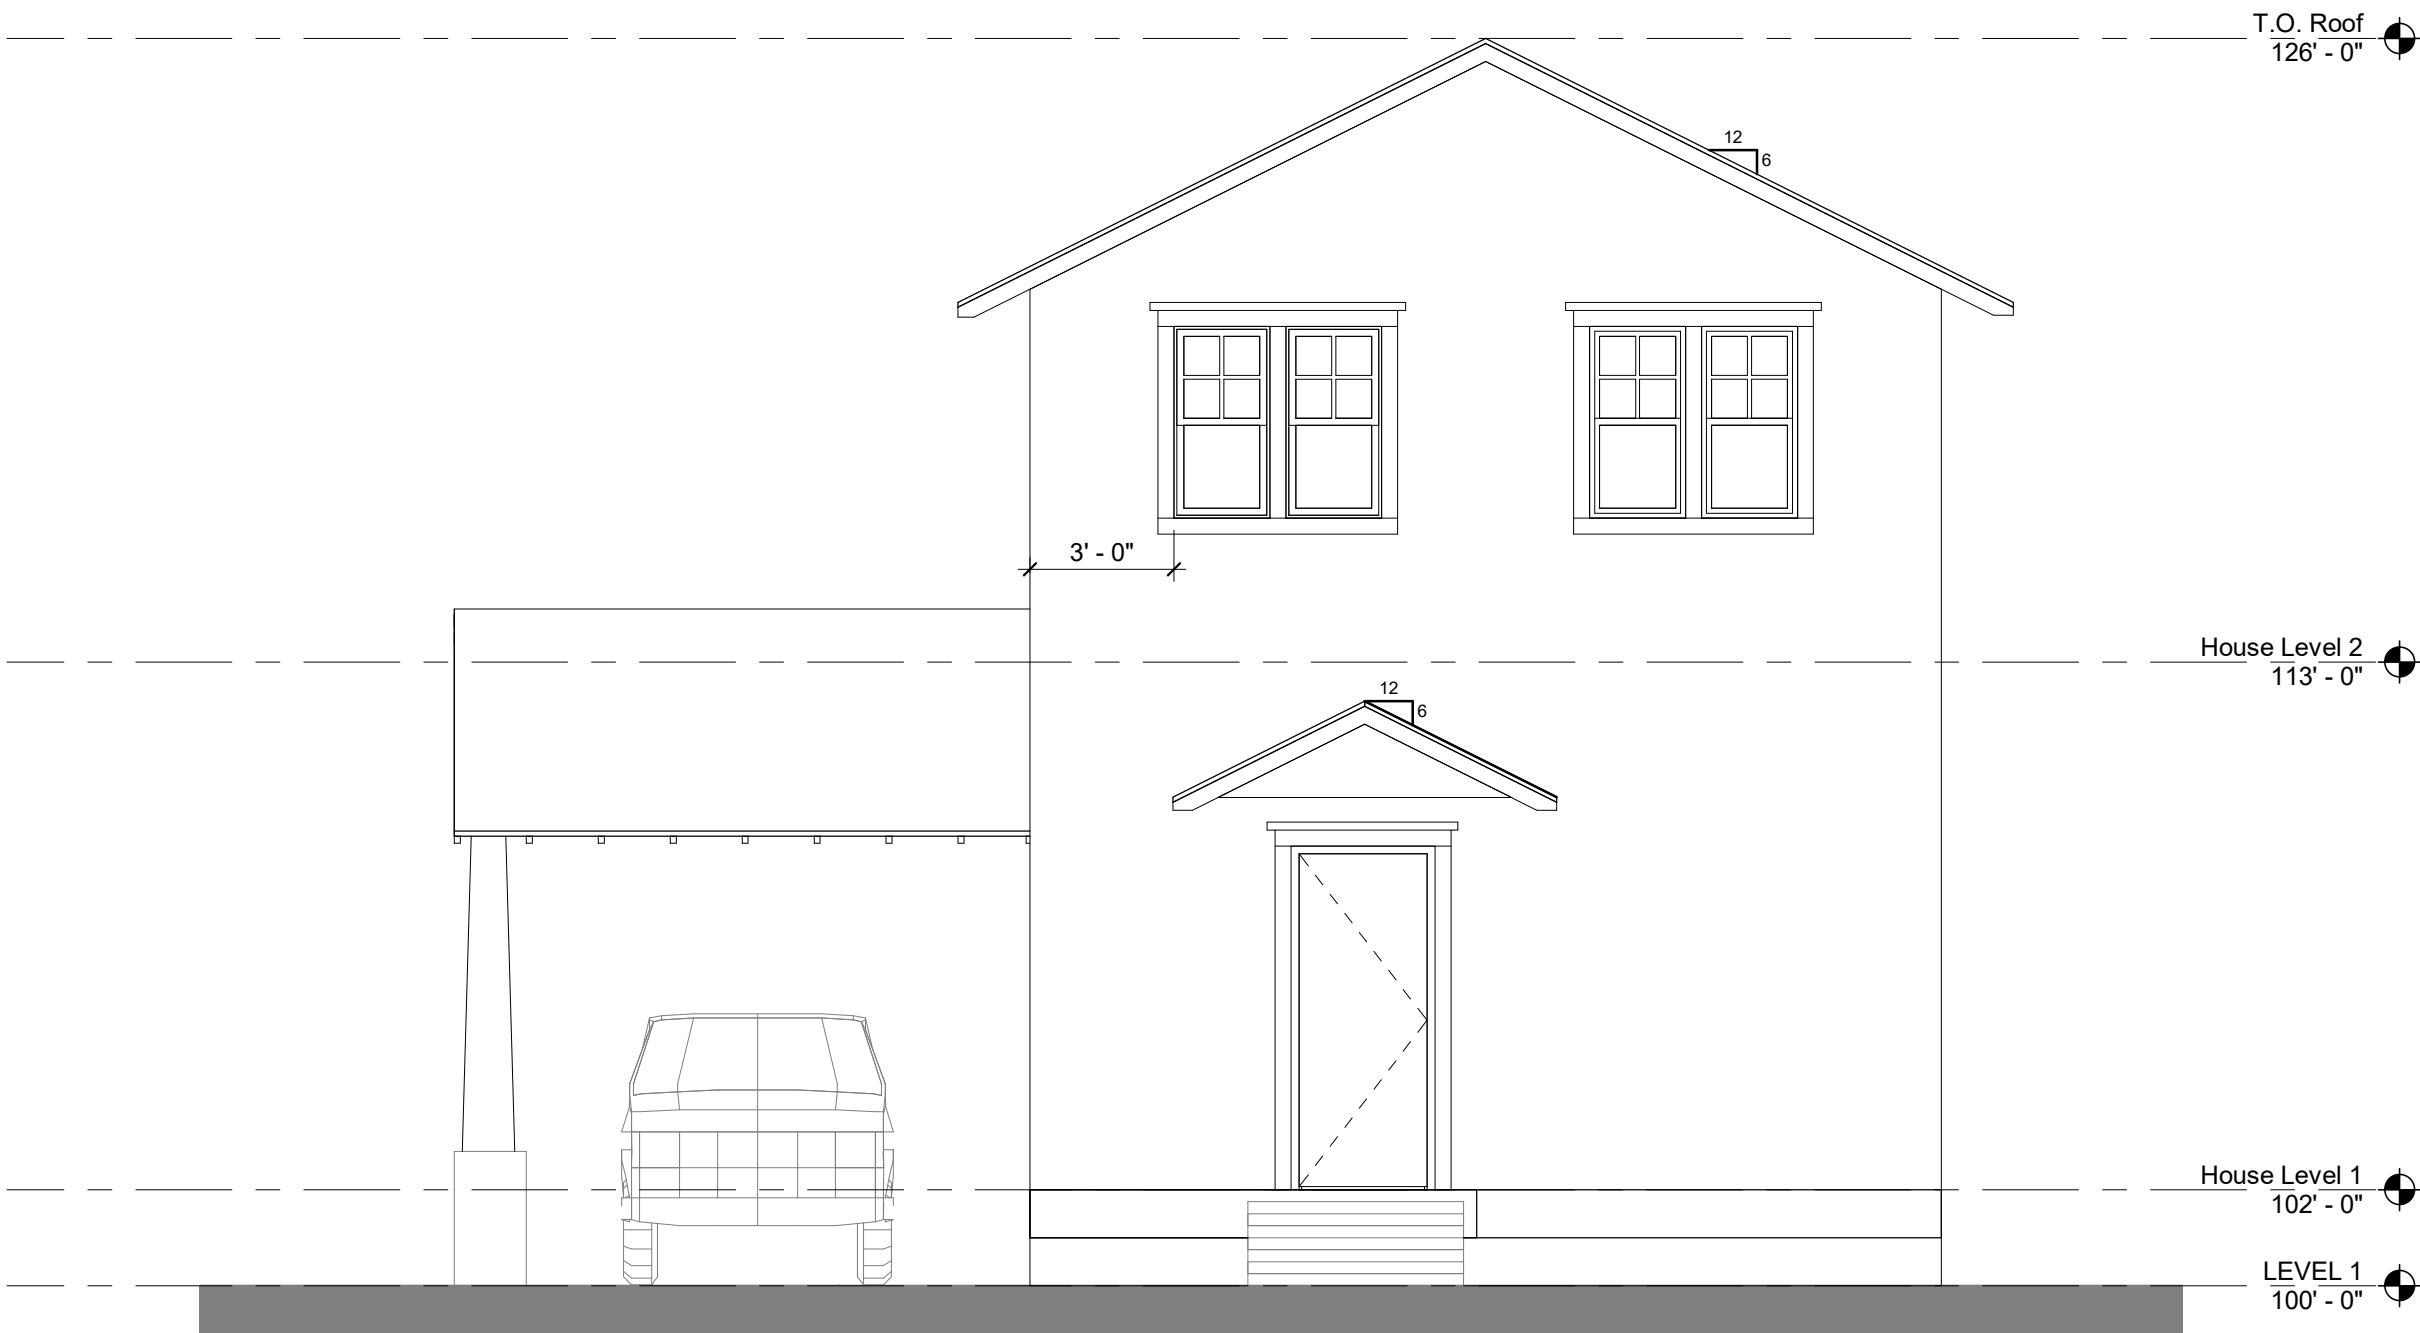 T.O. Roof
126' - 0"
12
6
3' - 0"
House Level 2
113' - 0"
12
6
House Level 1
102' - 0"
LEVEL 1
100' - 0"